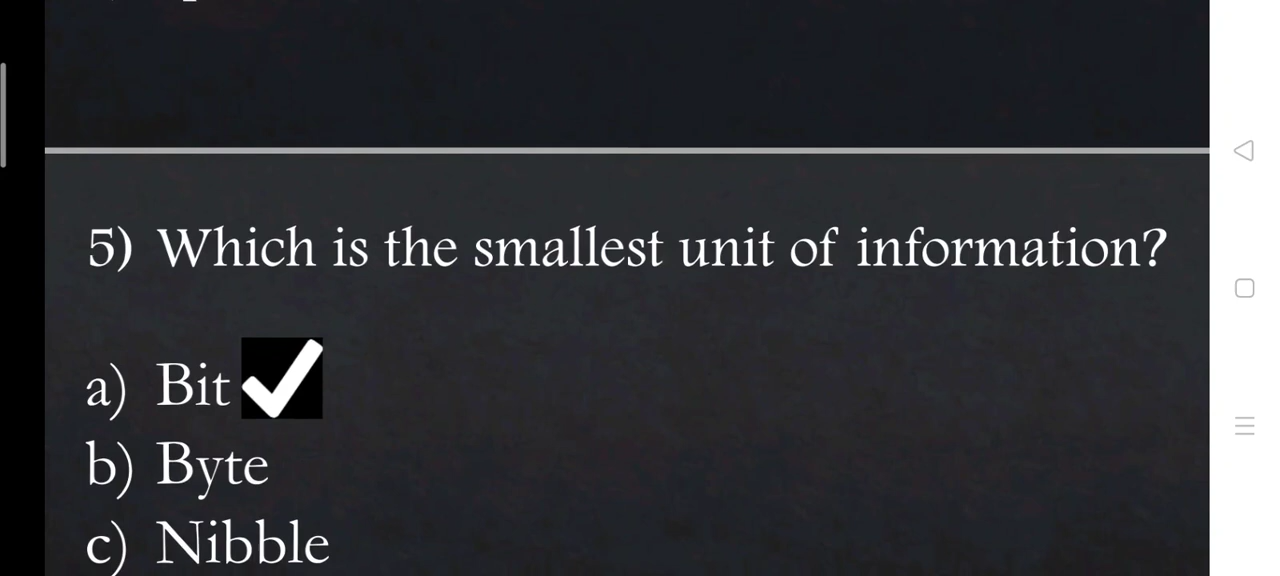 5) Which is the smallest unit of information?
a) Bit
b) Byte
c) Nibble